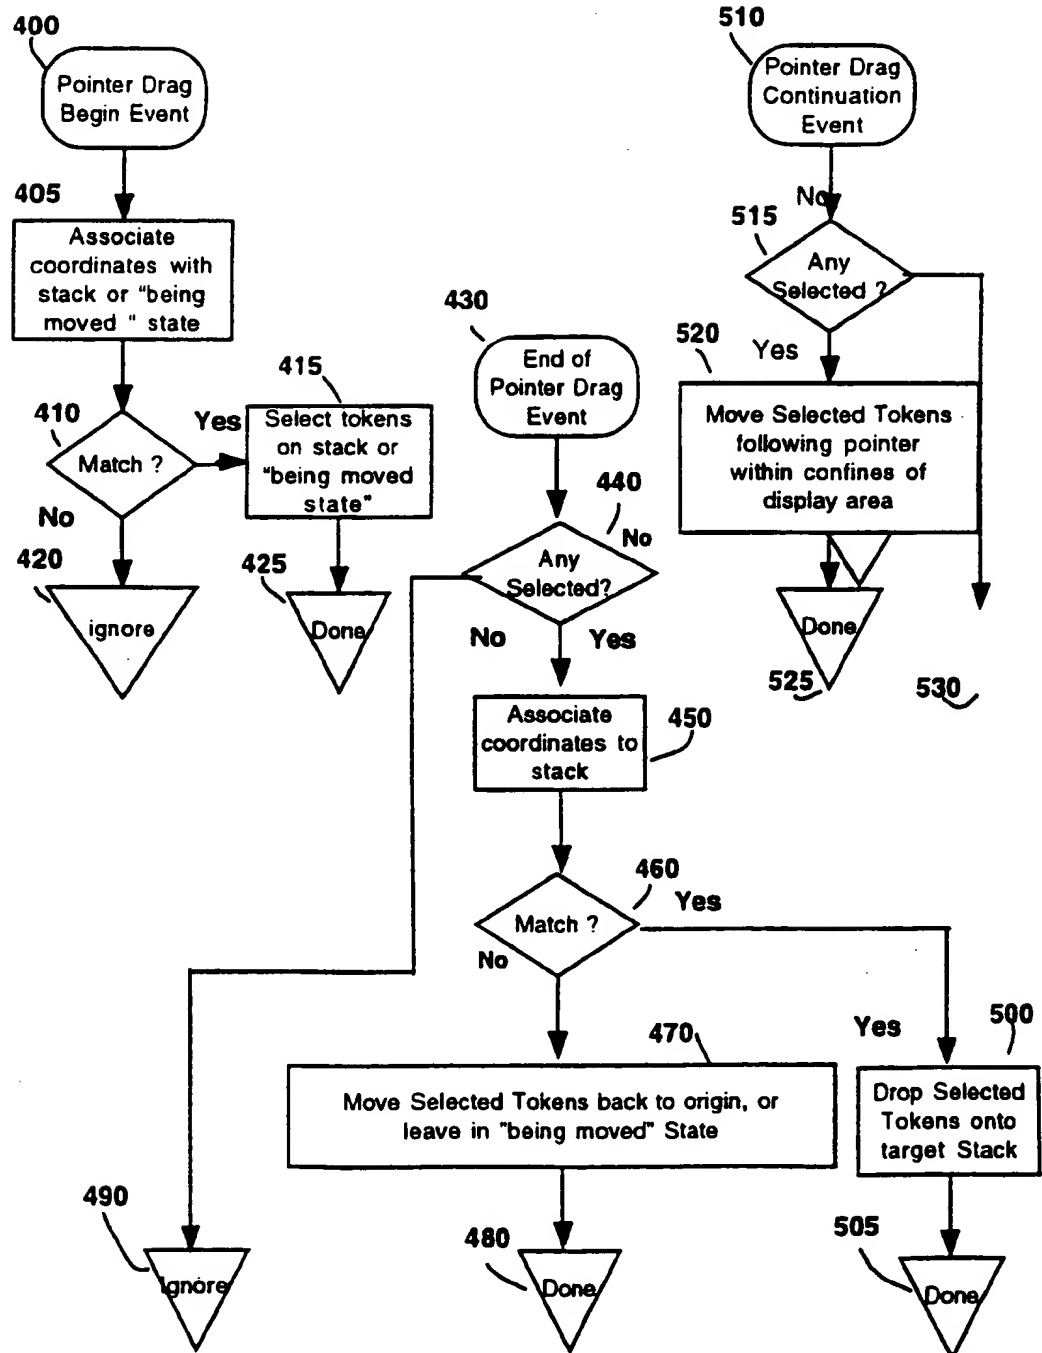 400
Pointer Drag
Begin Event
405
Associate
coordinates with
stack or "being
moved " state
410
Match ?
Yes
No
415
Select tokens
on stack or
"being moved
state"
420
ignore
425
Done
430
End of
Pointer Drag
Event
440
Any
Selected?
No
No
Yes
450
Associate
coordinates to
stack
460
Match ?
Yes
No
470
Move Selected Tokens back to origin, or
leave in "being moved" State
480
Done
490
Ignore
Yes
500
Drop Selected
Tokens onto
target Stack
505
Done
510
Pointer Drag
Continuation
Event
No
515
Any
Selected ?
Yes
520
Move Selected Tokens
following pointer
within confines of
display area
Done
525
530